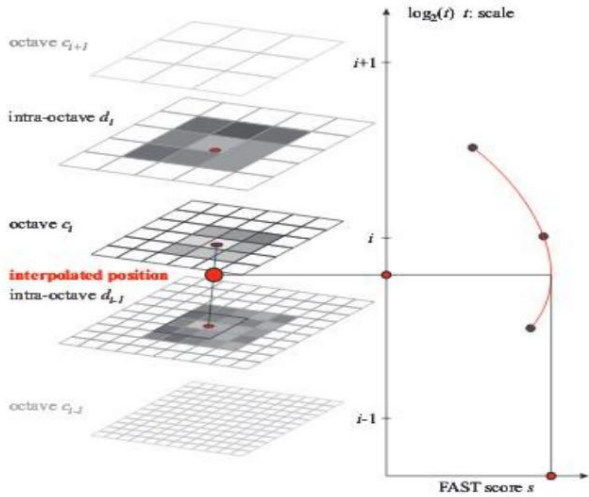 log₂(t) t: scale
octave cᵢ₊₁
i+1
intra-octave dᵢ
octave cᵢ
i
interpolated position
intra-octave dᵢ₋₁
octave cᵢ₋₁
i-1
FAST score s